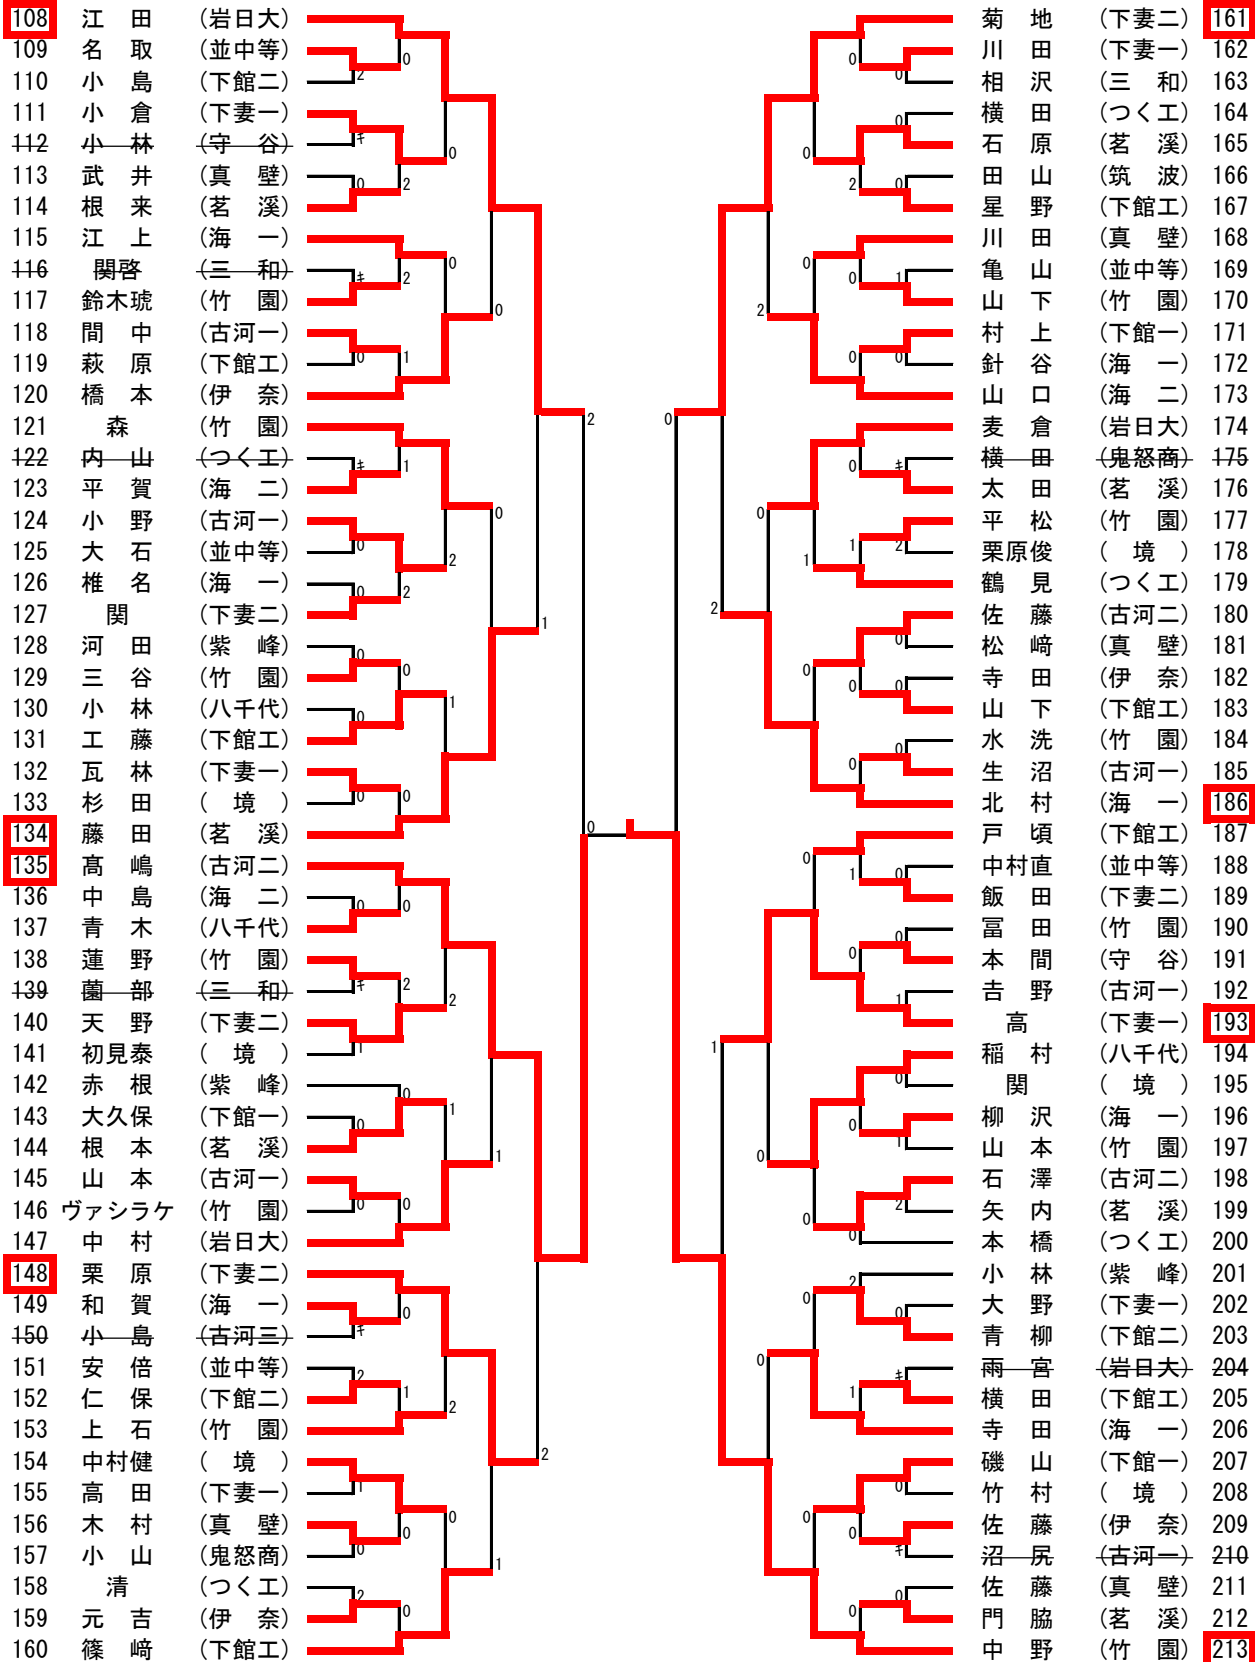 108 江田 (岩日大)
109 名取 (並中等)
110 小島 (下館二)
111 小倉 (下妻一)
112 小林 (守谷)
113 武井 (真壁)
114 根来 (茗溪)
115 江上 (海一)
116 関啓 (三和)
117 鈴木琥 (竹園)
118 間中 (古河一)
119 萩原 (下館工)
120 橋本 (伊奈)
121 森 (竹園)
122 内山 (つく工)
123 平賀 (海二)
124 小野 (古河一)
125 大石 (並中等)
126 椎名 (海一)
127 関 (下妻二)
128 河田 (紫峰)
129 三谷 (竹園)
130 小林 (八千代)
131 工藤 (下館工)
132 瓦林 (下妻一)
133 杉田 (境)
134 藤田 (茗溪)
135 髙嶋 (古河二)
136 中島 (海二)
137 青木 (八千代)
138 蓮野 (竹園)
139 薗部 (三和)
140 天野 (下妻二)
141 初見泰 (境)
142 赤根 (紫峰)
143 大久保 (下館一)
144 根本 (茗溪)
145 山本 (古河一)
146 ヴァシラケ (竹園)
147 中村 (岩日大)
148 栗原 (下妻二)
149 和賀 (海一)
150 小島 (古河三)
151 安倍 (並中等)
152 仁保 (下館二)
153 上石 (竹園)
154 中村健 (境)
155 高田 (下妻一)
156 木村 (真壁)
157 小山 (鬼怒商)
158 清 (つく工)
159 元吉 (伊奈)
160 篠﨑 (下館工)
菊地 (下妻二) 161
川田 (下妻一) 162
相沢 (三和) 163
横田 (つく工) 164
石原 (茗溪) 165
田山 (筑波) 166
星野 (下館工) 167
川田 (真壁) 168
亀山 (並中等) 169
山下 (竹園) 170
村上 (下館一) 171
針谷 (海一) 172
山口 (海二) 173
麦倉 (岩日大) 174
横田 (鬼怒商) 175
太田 (茗溪) 176
平松 (竹園) 177
栗原俊 (境) 178
鶴見 (つく工) 179
佐藤 (古河二) 180
松﨑 (真壁) 181
寺田 (伊奈) 182
山下 (下館工) 183
水洗 (竹園) 184
生沼 (古河一) 185
北村 (海一) 186
戸頃 (下館工) 187
中村直 (並中等) 188
飯田 (下妻二) 189
冨田 (竹園) 190
本間 (守谷) 191
𠮷野 (古河一) 192
高 (下妻一) 193
稲村 (八千代) 194
関 (境) 195
柳沢 (海一) 196
山本 (竹園) 197
石澤 (古河二) 198
矢内 (茗溪) 199
本橋 (つく工) 200
小林 (紫峰) 201
大野 (下妻一) 202
青柳 (下館二) 203
雨宮 (岩日大) 204
横田 (下館工) 205
寺田 (海一) 206
磯山 (下館一) 207
竹村 (境) 208
佐藤 (伊奈) 209
沼尻 (古河一) 210
佐藤 (真壁) 211
門脇 (茗溪) 212
中野 (竹園) 213